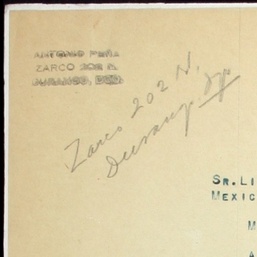 ANTONIO PEÑA
ZARCO 202 N.
DURANGO, DGO.
Zarco 202 N.
Durango, Dgo
SR. LI
MEXIC
M
A